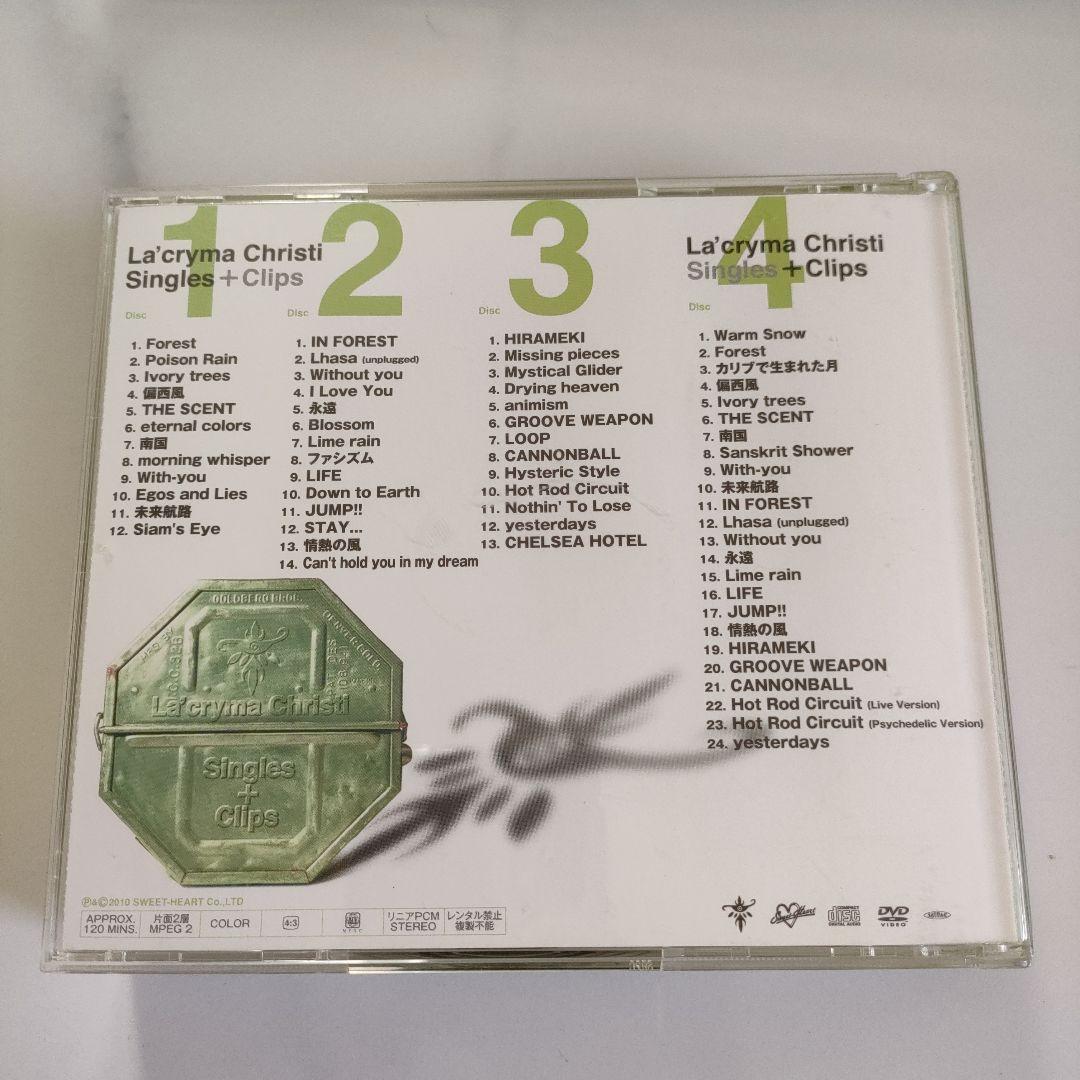 1
La'cryma Christi
Singles+Clips
Disc
1. Forest
2. Poison Rain
3. Ivory trees
4. 偏西風
5. THE SCENT
6. eternal colors
7. 南国
8. morning whisper
9. With-you
10. Egos and Lies
11. 未来航路
12. Siam's Eye
2
Disc
1. IN FOREST
2. Lhasa (unplugged)
3. Without you
4. I Love You
5. 永遠
6. Blossom
7. Lime rain
8. ファシズム
9. LIFE
10. Down to Earth
11. JUMP!!
12. STAY...
13. 情熱の風
14. Can't hold you in my dream
3
Disc
1. HIRAMEKI
2. Missing pieces
3. Mystical Glider
4. Drying heaven
5. animism
6. GROOVE WEAPON
7. LOOP
8. CANNONBALL
9. Hysteric Style
10. Hot Rod Circuit
11. Nothin' To Lose
12. yesterdays
13. CHELSEA HOTEL
4
La'cryma Christi
Singles+Clips
Disc
1. Warm Snow
2. Forest
3. カリブで生まれた月
4. 偏西風
5. Ivory trees
6. THE SCENT
7. 南国
8. Sanskrit Shower
9. With-you
10. 未来航路
11. IN FOREST
12. Lhasa (unplugged)
13. Without you
14. 永遠
15. Lime rain
16. LIFE
17. JUMP!!
18. 情熱の風
19. HIRAMEKI
20. GROOVE WEAPON
21. CANNONBALL
22. Hot Rod Circuit (Live Version)
23. Hot Rod Circuit (Psychedelic Version)
24. yesterdays
GOLDBERG BROS.
La'cryma Christi
Singles
+
Clips
℗&©2010 SWEET-HEART Co.,LTD
APPROX.
120 MINS.
片面2層
MPEG 2
COLOR
4:3
NTSC
リニアPCM
STEREO
レンタル禁止
複製不能
Sweet-Heart
COMPACT
DISC
DIGITAL AUDIO
DVD
VIDEO